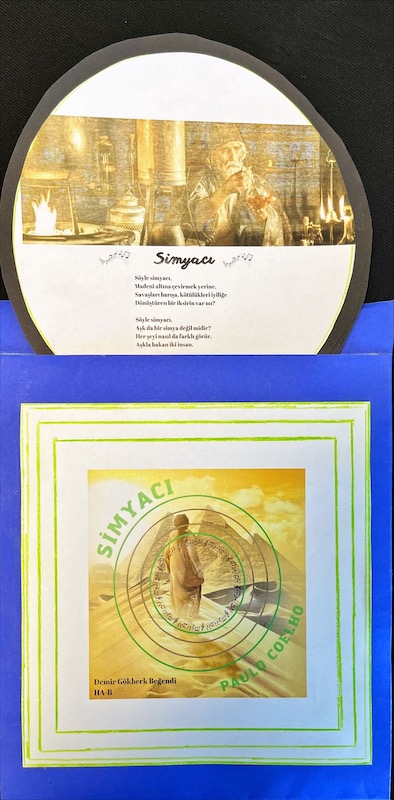 Simyacı
Söyle simyacı,
Madeni altına çevirmek yerine,
Savaşları barışa, kötülükleri iyiliğe
Dönüştüren bir iksirin var mı?
Söyle simyacı,
Aşk da bir simya değil midir?
Her şeyi nasıl da farklı görür,
Aşkla bakan iki insan.
SİMYACI
PAULO COELHO
Demir Gökberk Beğendi
HA-B